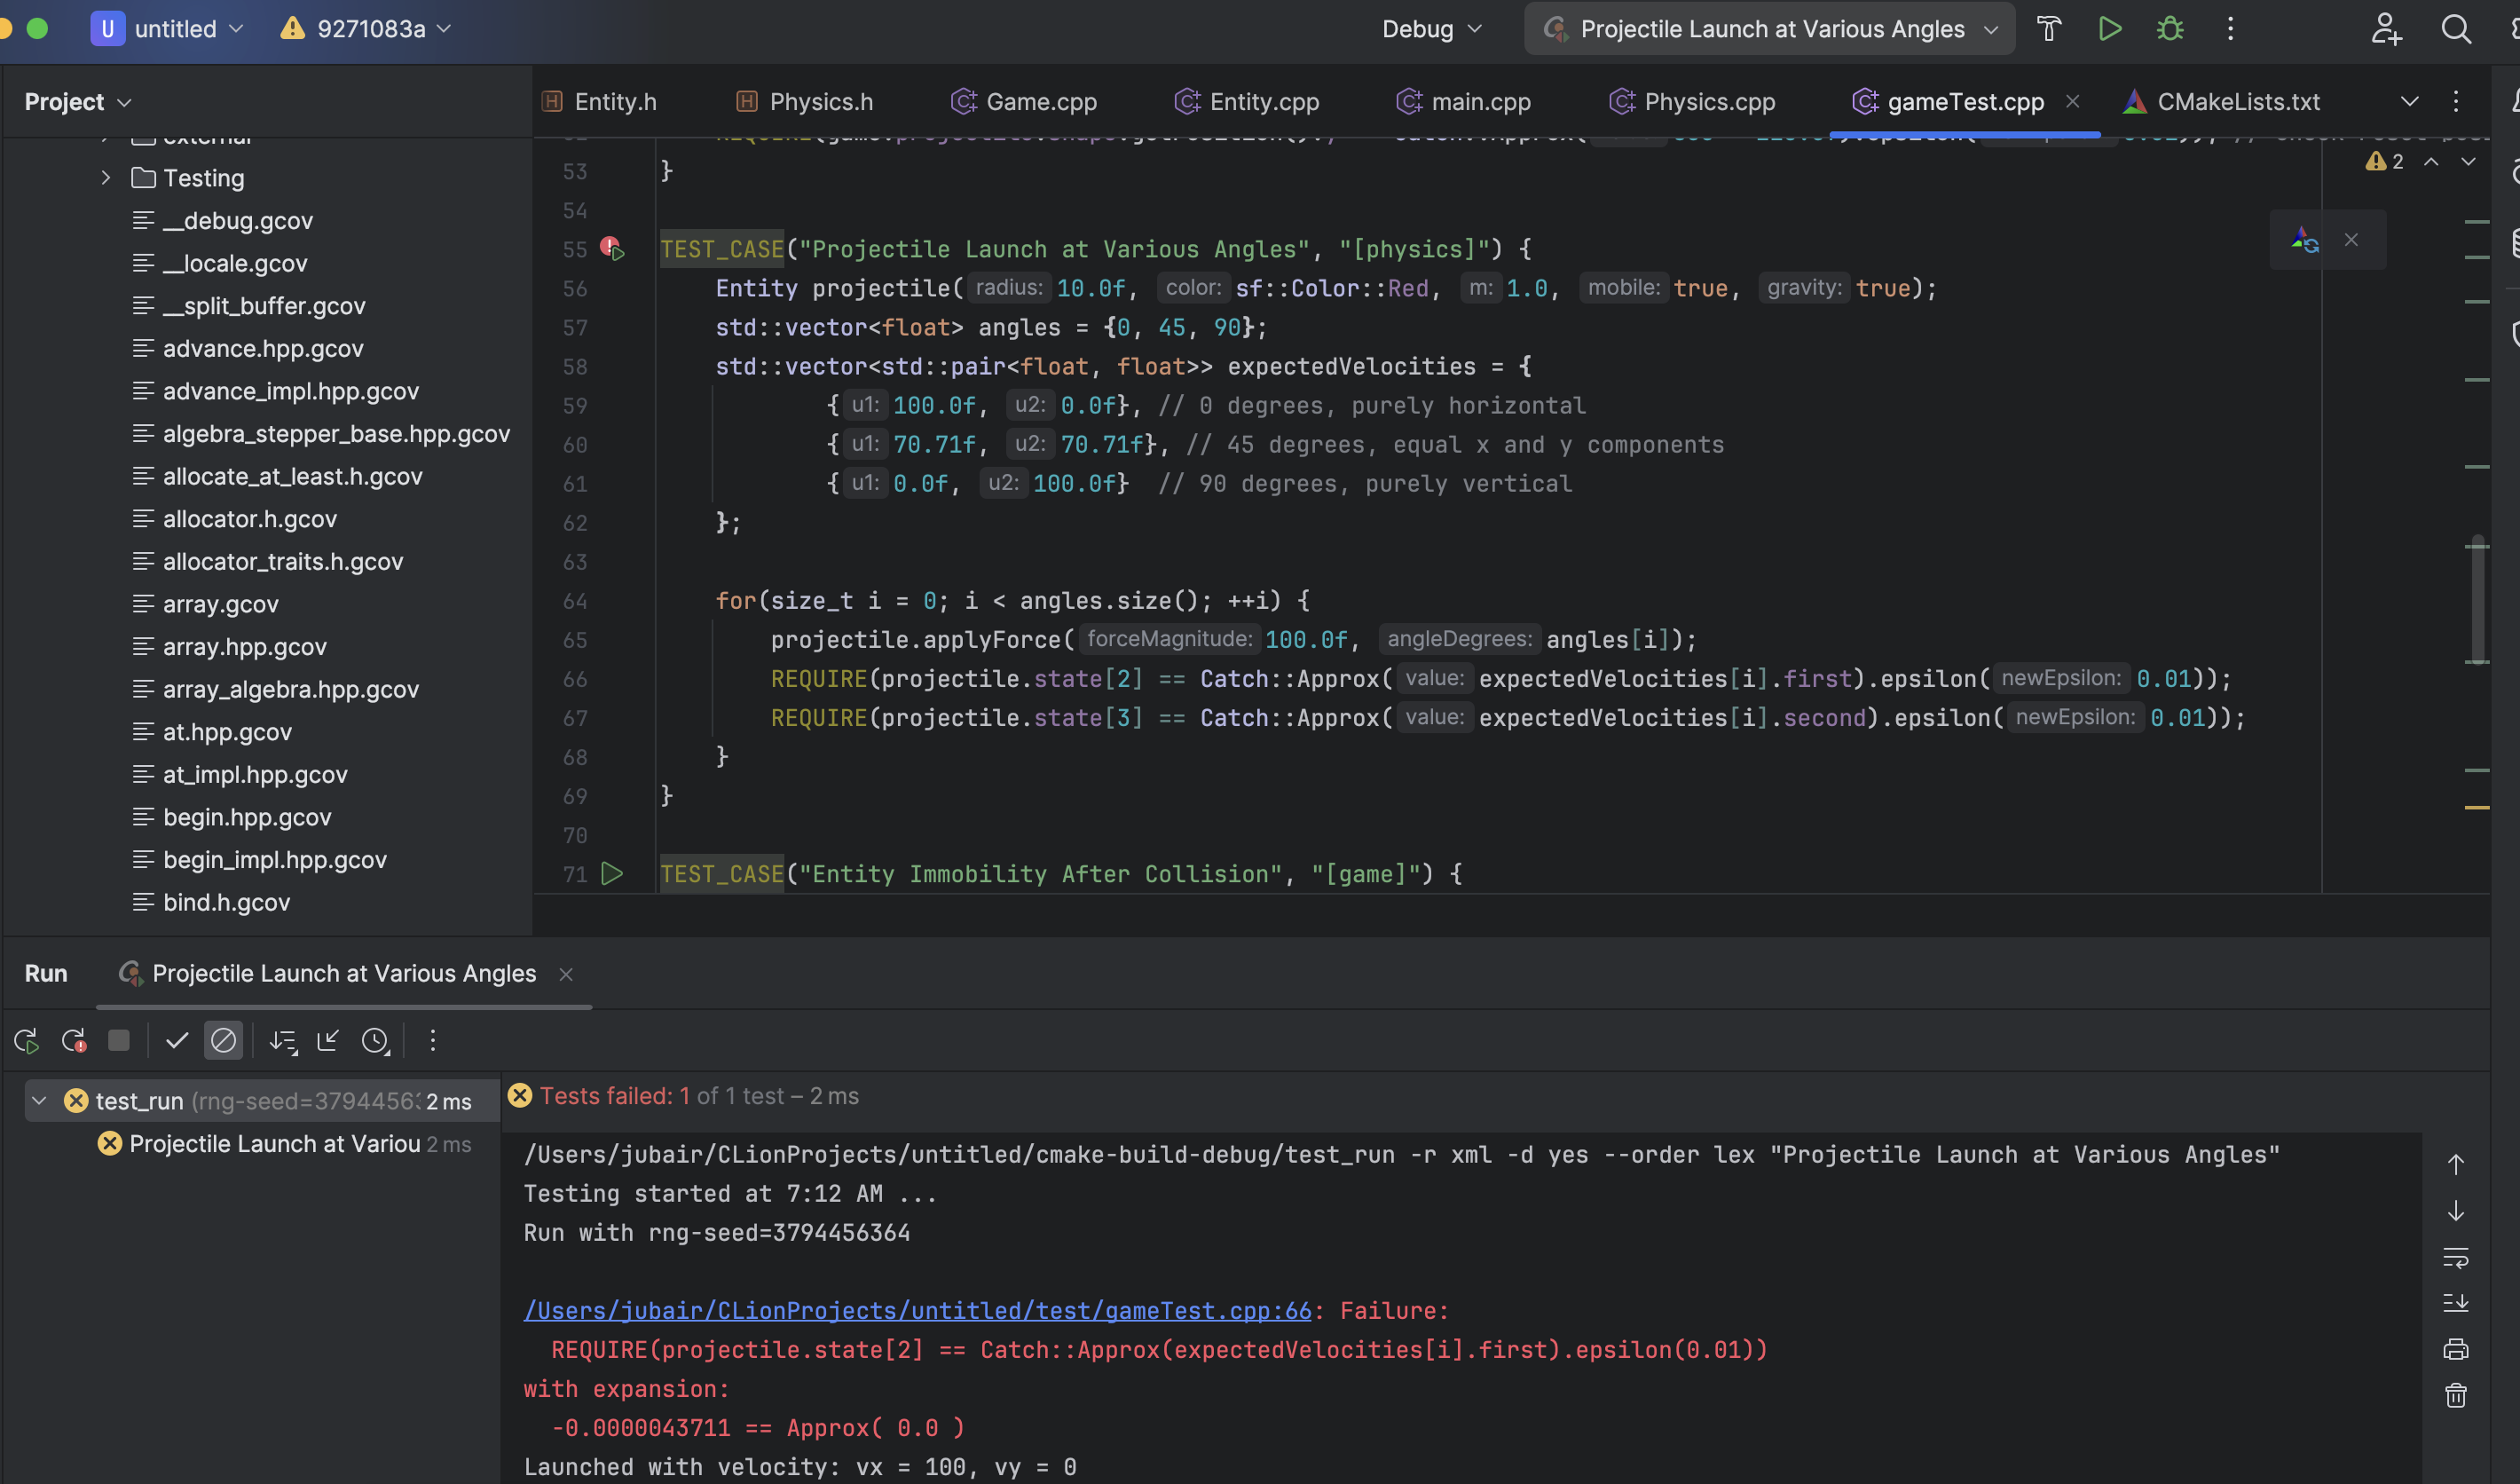 U untitled 9271083a Debug Projectile Launch at Various Angles
Project
Entity.h Physics.h Game.cpp Entity.cpp main.cpp Physics.cpp gameTest.cpp CMakeLists.txt
external
Testing
__debug.gcov
__locale.gcov
__split_buffer.gcov
advance.hpp.gcov
advance_impl.hpp.gcov
algebra_stepper_base.hpp.gcov
allocate_at_least.h.gcov
allocator.h.gcov
allocator_traits.h.gcov
array.gcov
array.hpp.gcov
array_algebra.hpp.gcov
at.hpp.gcov
at_impl.hpp.gcov
begin.hpp.gcov
begin_impl.hpp.gcov
bind.h.gcov
2
53 }
54
55 TEST_CASE("Projectile Launch at Various Angles", "[physics]") {
56 Entity projectile( radius: 10.0f, color: sf::Color::Red, m: 1.0, mobile: true, gravity: true);
57 std::vector<float> angles = {0, 45, 90};
58 std::vector<std::pair<float, float>> expectedVelocities = {
59 { u1: 100.0f, u2: 0.0f}, // 0 degrees, purely horizontal
60 { u1: 70.71f, u2: 70.71f}, // 45 degrees, equal x and y components
61 { u1: 0.0f, u2: 100.0f} // 90 degrees, purely vertical
62 };
63
64 for(size_t i = 0; i < angles.size(); ++i) {
65 projectile.applyForce( forceMagnitude: 100.0f, angleDegrees: angles[i]);
66 REQUIRE(projectile.state[2] == Catch::Approx( value: expectedVelocities[i].first).epsilon( newEpsilon: 0.01));
67 REQUIRE(projectile.state[3] == Catch::Approx( value: expectedVelocities[i].second).epsilon( newEpsilon: 0.01));
68 }
69 }
70
71 TEST_CASE("Entity Immobility After Collision", "[game]") {
Run Projectile Launch at Various Angles
test_run (rng-seed=3794456 2 ms
Projectile Launch at Variou 2 ms
Tests failed: 1 of 1 test – 2 ms
/Users/jubair/CLionProjects/untitled/cmake-build-debug/test_run -r xml -d yes --order lex "Projectile Launch at Various Angles"
Testing started at 7:12 AM ...
Run with rng-seed=3794456364
/Users/jubair/CLionProjects/untitled/test/gameTest.cpp:66: Failure:
REQUIRE(projectile.state[2] == Catch::Approx(expectedVelocities[i].first).epsilon(0.01))
with expansion:
-0.0000043711 == Approx( 0.0 )
Launched with velocity: vx = 100, vy = 0